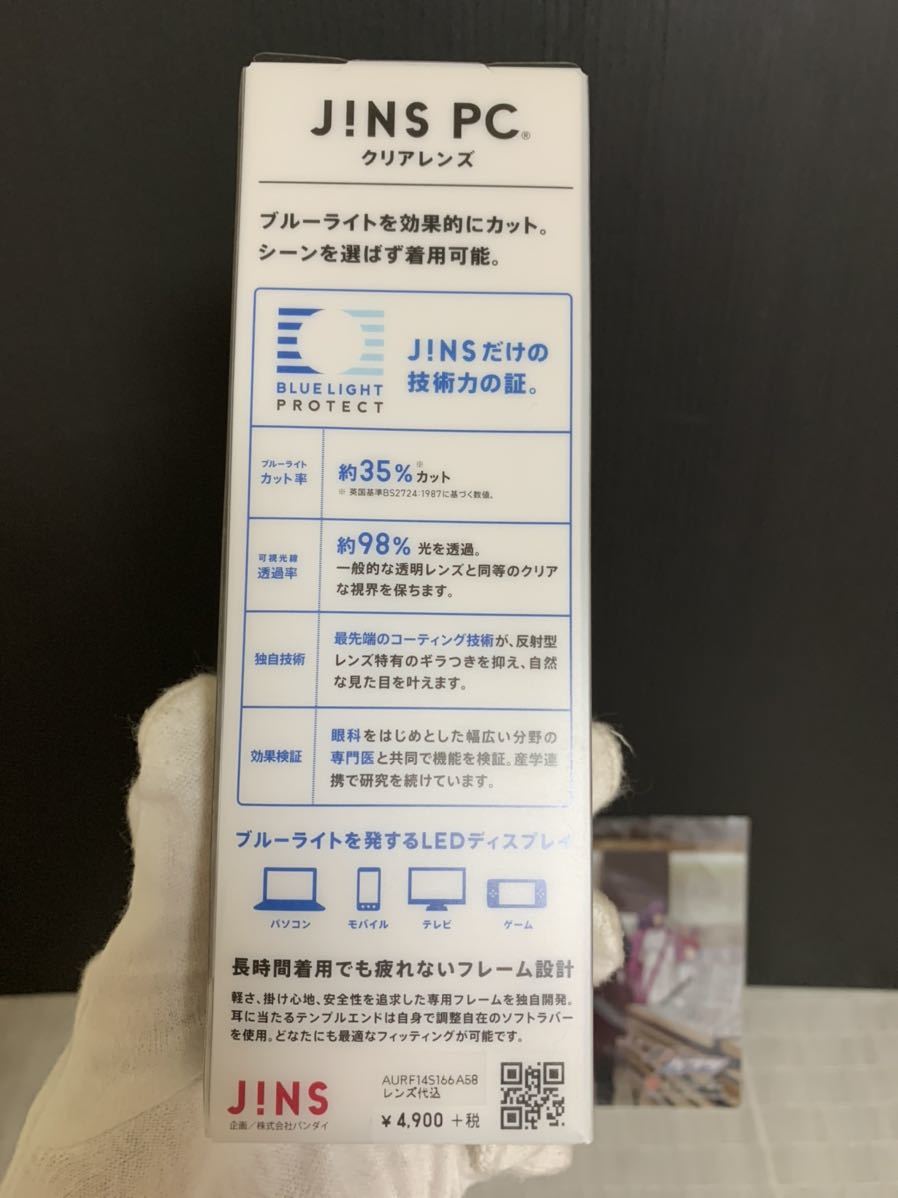 J!NS PC®
クリアレンズ
ブルーライトを効果的にカット。
シーンを選ばず着用可能。
BLUE LIGHT
PROTECT
J!NSだけの
技術力の証。
ブルーライト
カット率
約35%※カット
※ 英国基準BS2724:1987に基づく数値。
可視光線
透過率
約98% 光を透過。
一般的な透明レンズと同等のクリア
な視界を保ちます。
独自技術
最先端のコーティング技術が、反射型
レンズ特有のギラつきを抑え、自然
な見た目を叶えます。
効果検証
眼科をはじめとした幅広い分野の
専門医と共同で機能を検証。産学連
携で研究を続けています。
ブルーライトを発するLEDディスプレイ
パソコン
モバイル
テレビ
ゲーム
長時間着用でも疲れないフレーム設計
軽さ、掛け心地、安全性を追求した専用フレームを独自開発。
耳に当たるテンプルエンドは自身で調整自在のソフトラバー
を使用。どなたにも最適なフィッティングが可能です。
J!NS
企画/株式会社バンダイ
AURF14S166A58
レンズ代込
¥4,900 +税